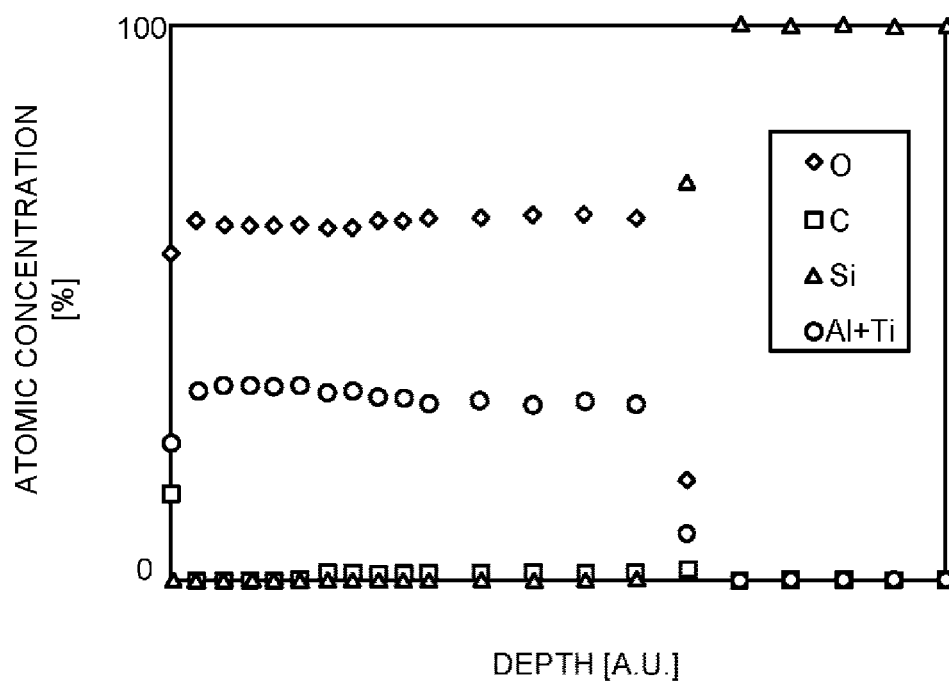 100
ATOMIC CONCENTRATION
[%]
O
C
Si
Al+Ti
0
DEPTH [A.U.]